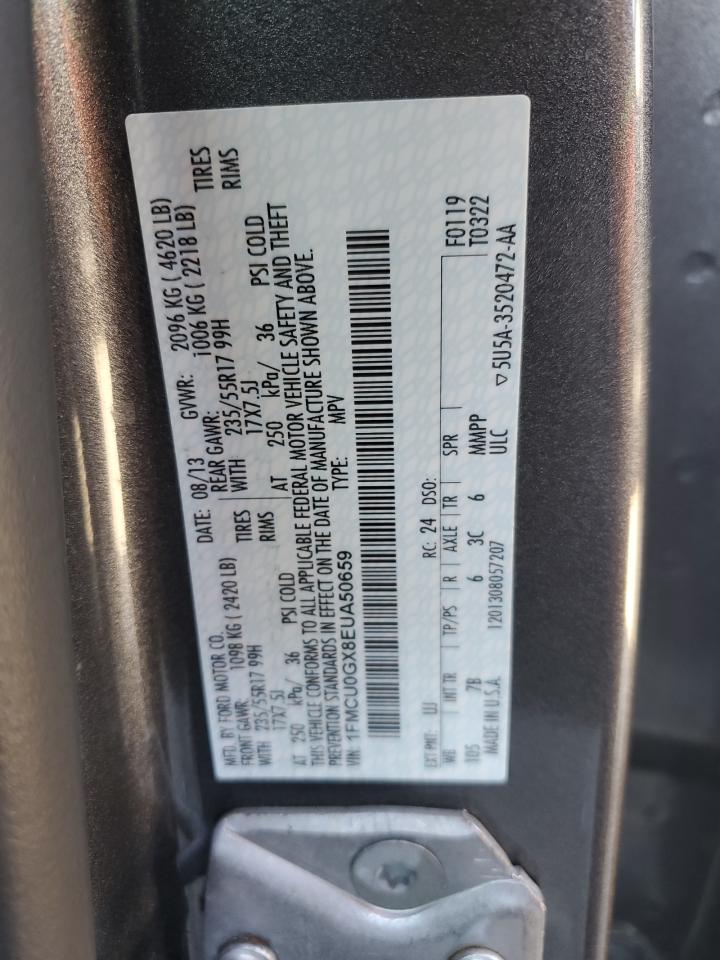 MFD. BY FORD MOTOR CO. DATE: 08/13 GVWR: 2096 KG ( 4620 LB)
FRONT GAWR: 1098 KG ( 2420 LB) REAR GAWR: 1006 KG ( 2218 LB)
WITH 235/55R17 99H TIRES WITH 235/55R17 99H TIRES
17X7.5J RIMS 17X7.5J RIMS
AT 250 kPa/ 36 PSI COLD AT 250 kPa/ 36 PSI COLD
THIS VEHICLE CONFORMS TO ALL APPLICABLE FEDERAL MOTOR VEHICLE SAFETY AND THEFT
PREVENTION STANDARDS IN EFFECT ON THE DATE OF MANUFACTURE SHOWN ABOVE.
VIN: 1FMCU0GX8EUA50659 TYPE: MPV
F0119
T0322
EXT PNT: UJ RC: 24 DSO:
WB INT TR TP/PS R AXLE TR SPR
105 7B 6 3C 6 MMPP
MADE IN U.S.A. 1201308057207 ULC ▽5U5A-3520472-AA